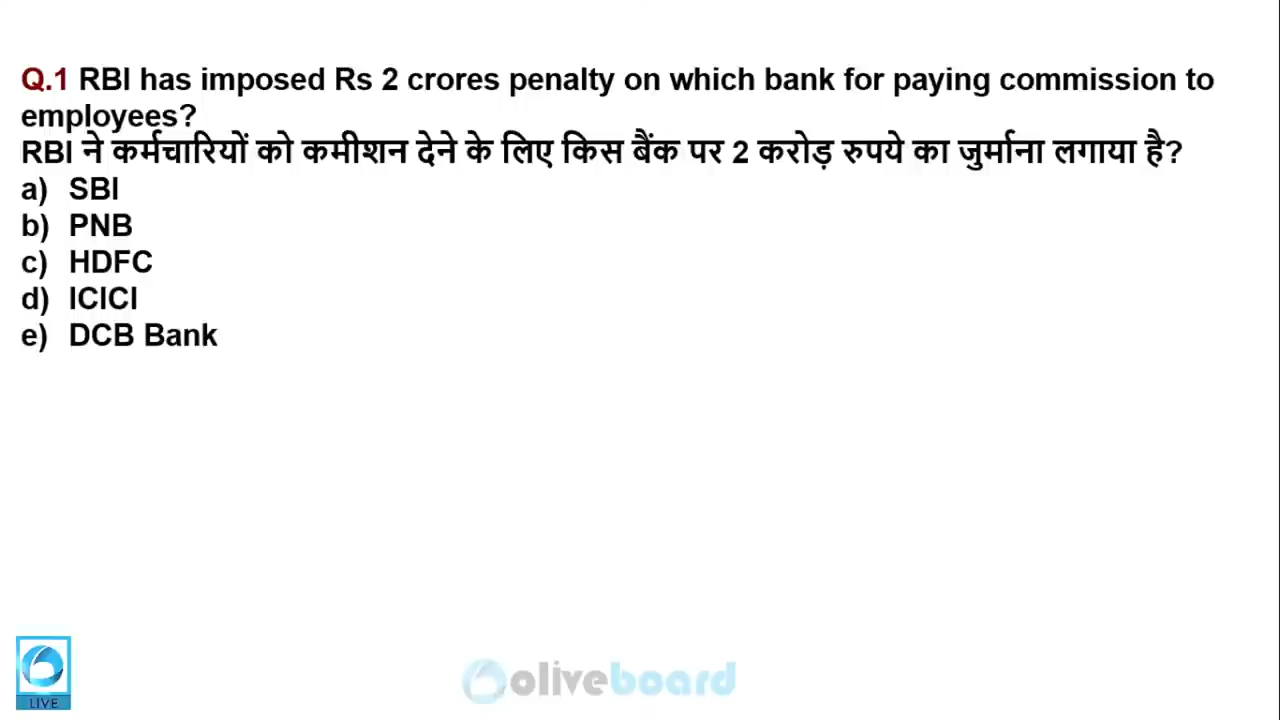 Q.1 RBI has imposed Rs 2 crores penalty on which bank for paying commission to
employees?
RBI ने कर्मचारियों को कमीशन देने के लिए किस बैंक पर 2 करोड़ रुपये का जुर्माना लगाया है?
a) SBI
b) PNB
c) HDFC
d) ICICI
e) DCB Bank
LIVE
oliveboard